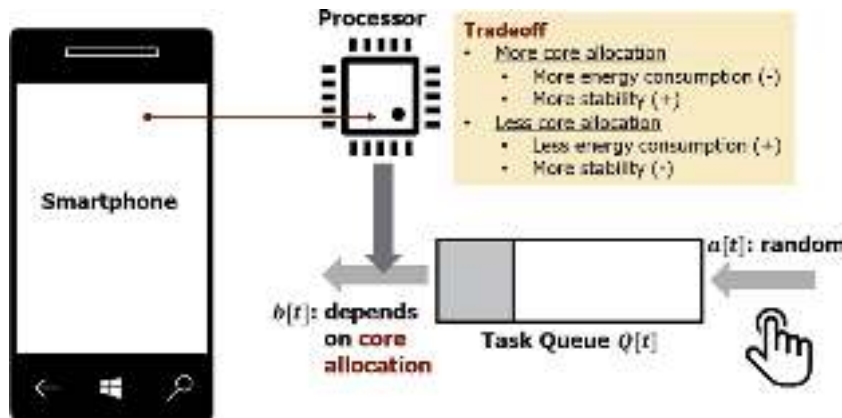 Processor
Tradeoff
• More core allocation
• More energy consumption (-)
• More stability (+)
• Less core allocation
• Less energy consumption (+)
• More stability (-)
Smartphone
a[t]: random
b[t]: depends
on core
allocation
Task Queue Q[t]